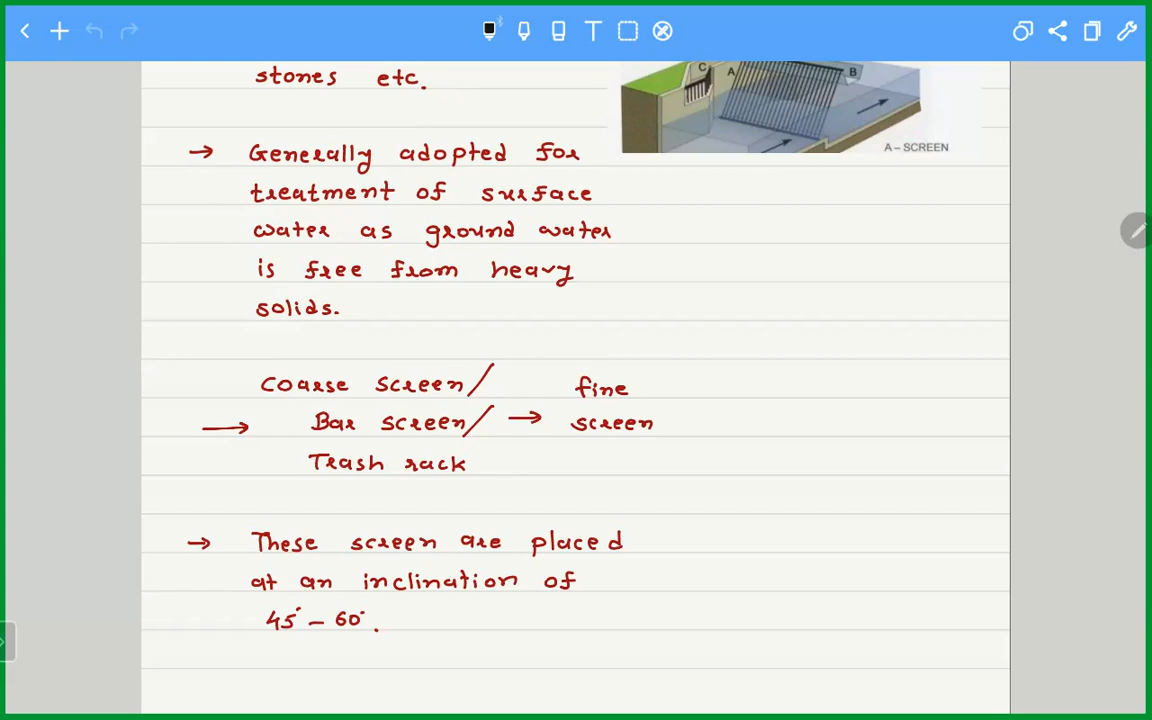 stones etc.
C
A
B
A – SCREEN
→ Generally adopted for
treatment of surface
water as ground water
is free from heavy
solids.
Coarse screen/ fine
→ Bar screen/ → screen
Trash rack
→ These screen are placed
at an inclination of
45° – 60°.
T